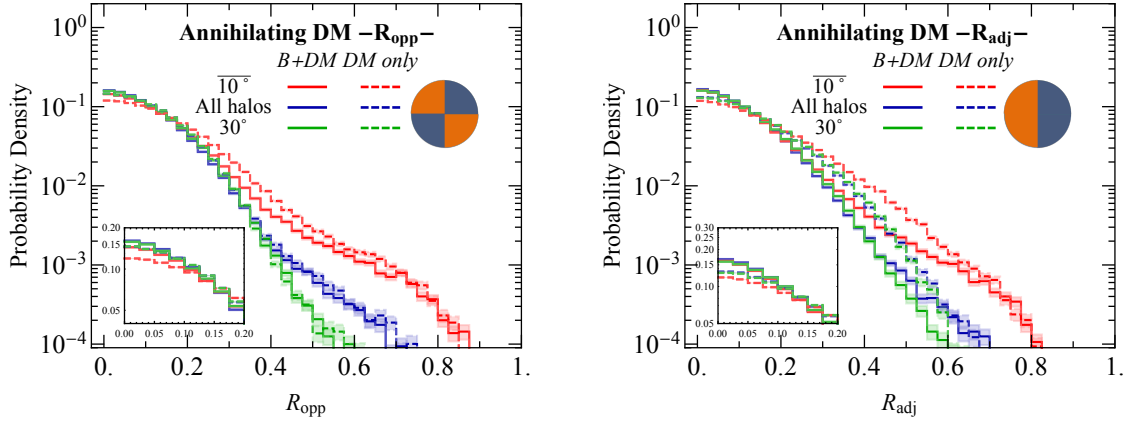 Annihilating DM −R_opp−
B+DM DM only
10°
All halos
30°
Probability Density
10^0
10^-1
10^-2
10^-3
10^-4
0.20
0.15
0.10
0.05
0.00 0.05 0.10 0.15 0.20
0. 0.2 0.4 0.6 0.8 1.
R_opp
Annihilating DM −R_adj−
B+DM DM only
10°
All halos
30°
Probability Density
10^0
10^-1
10^-2
10^-3
10^-4
0.30
0.20
0.15
0.10
0.05
0.00 0.05 0.10 0.15 0.20
0. 0.2 0.4 0.6 0.8 1.
R_adj